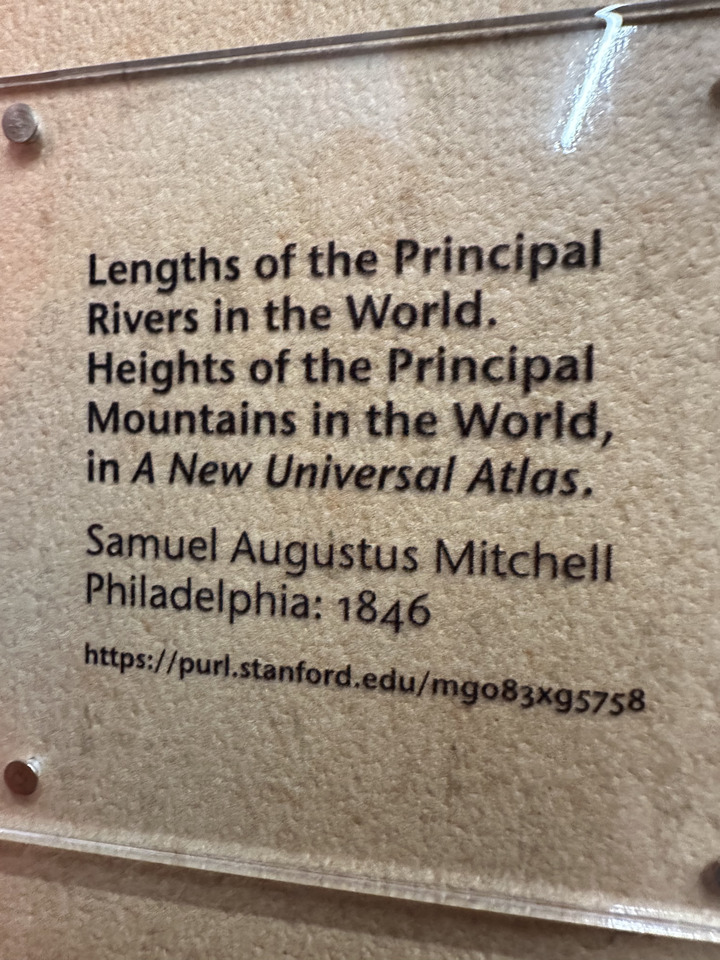 Lengths of the Principal
Rivers in the World.
Heights of the Principal
Mountains in the World,
in A New Universal Atlas.
Samuel Augustus Mitchell
Philadelphia: 1846
https://purl.stanford.edu/mg083xg5758